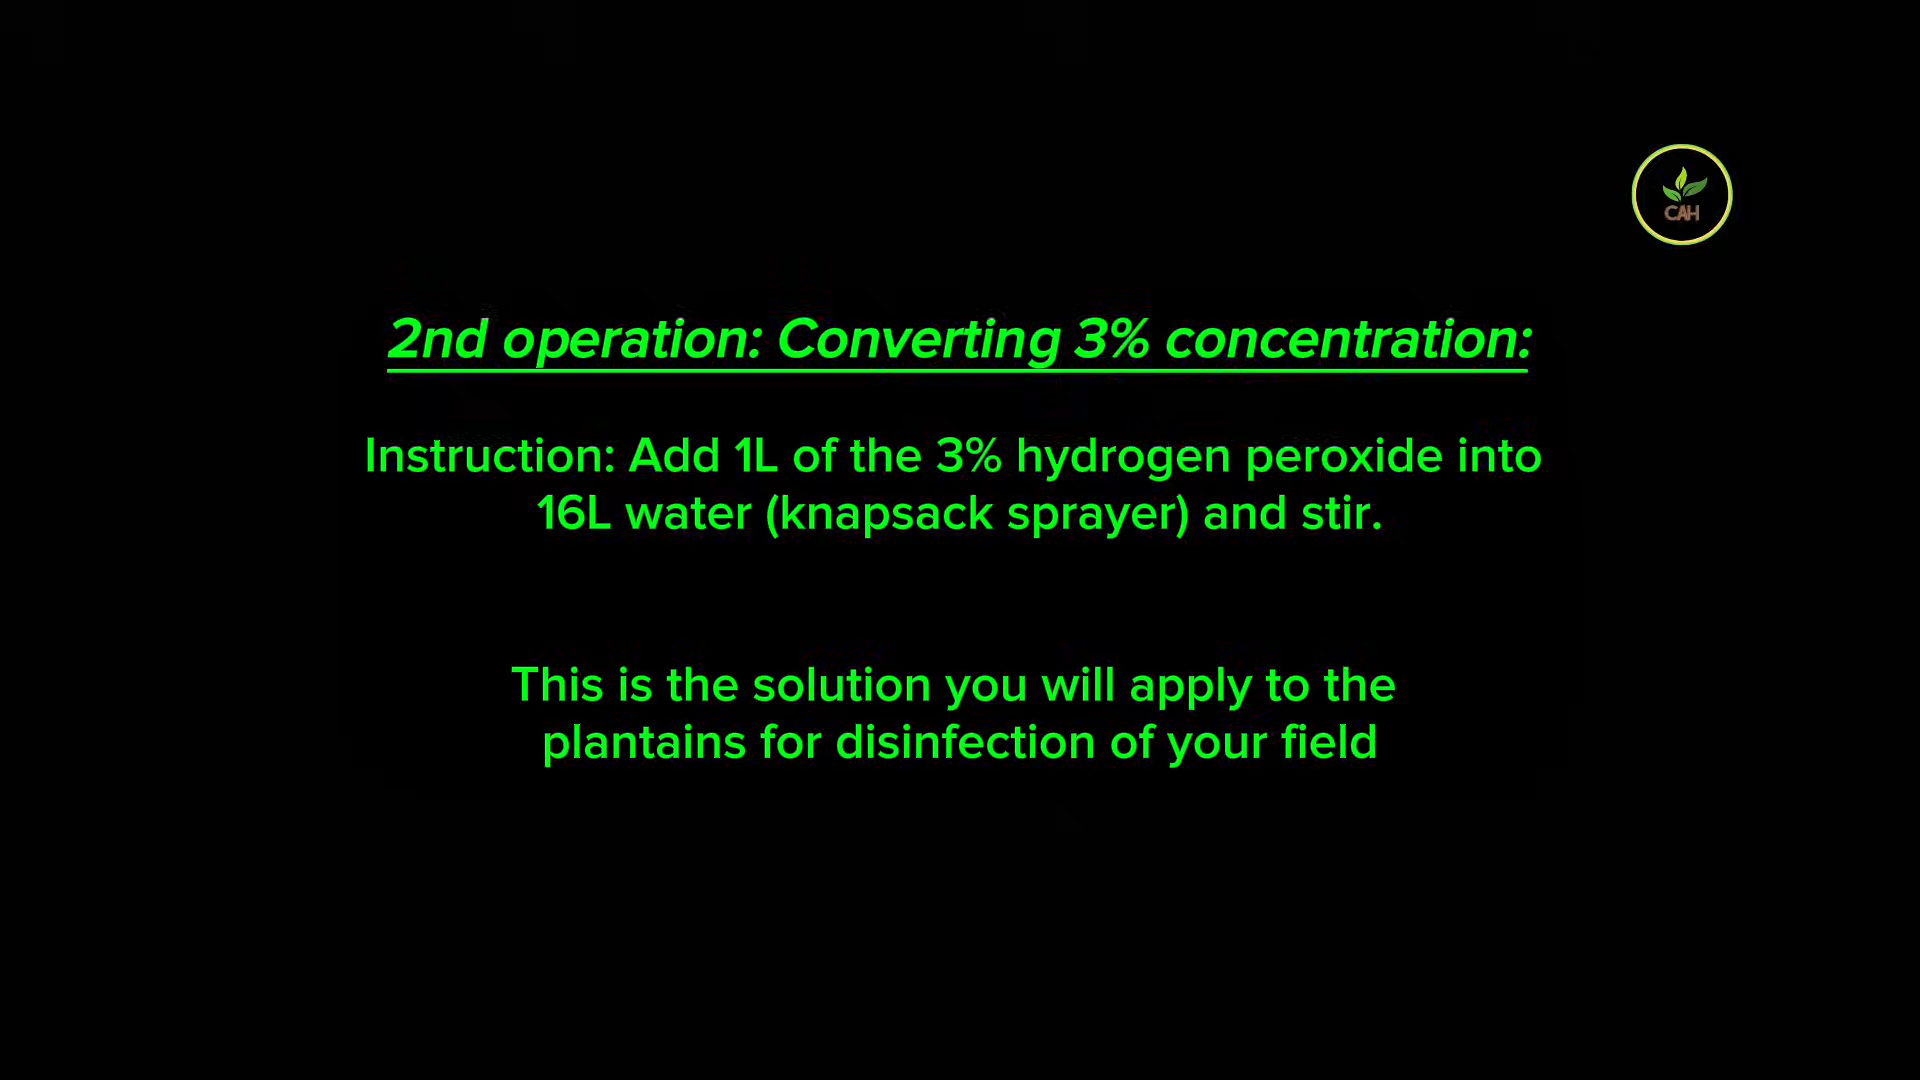 CAH
2nd operation: Converting 3% concentration:
Instruction: Add 1L of the 3% hydrogen peroxide into
16L water (knapsack sprayer) and stir.
This is the solution you will apply to the
plantains for disinfection of your field